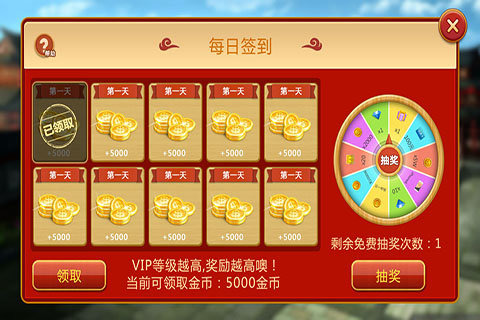 每日签到
帮助
第一天
第一天
第一天
第一天
第一天
已领取
+5000
+5000
+5000
+5000
+5000
第一天
第一天
第一天
第一天
第一天
+5000
+5000
+5000
+5000
+5000
抽奖
剩余免费抽奖次数：1
领取
VIP等级越高,奖励越高噢！
当前可领取金币：5000金币
抽奖